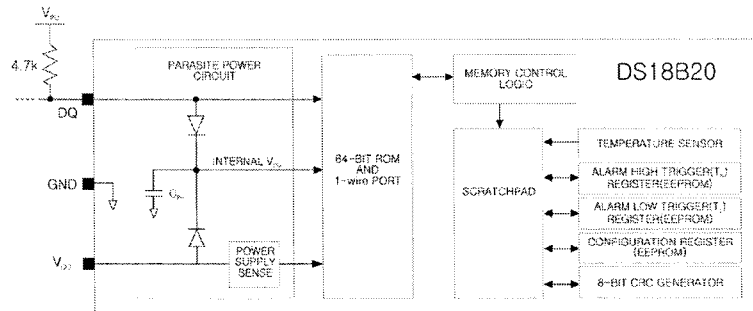 VPU
4.7k
DQ
GND
VDD
PARASITE POWER
CIRCUIT
INTERNAL VDD
CPP
POWER
SUPPLY
SENSE
64-BIT ROM
AND
1-wire PORT
MEMORY CONTROL
LOGIC
DS18B20
SCRATCHPAD
TEMPERATURE SENSOR
ALARM HIGH TRIGGER(TH)
REGISTER(EEPROM)
ALARM LOW TRIGGER(TL)
REGISTER(EEPROM)
CONFIGURATION REGISTER
(EEPROM)
8-BIT CRC GENERATOR